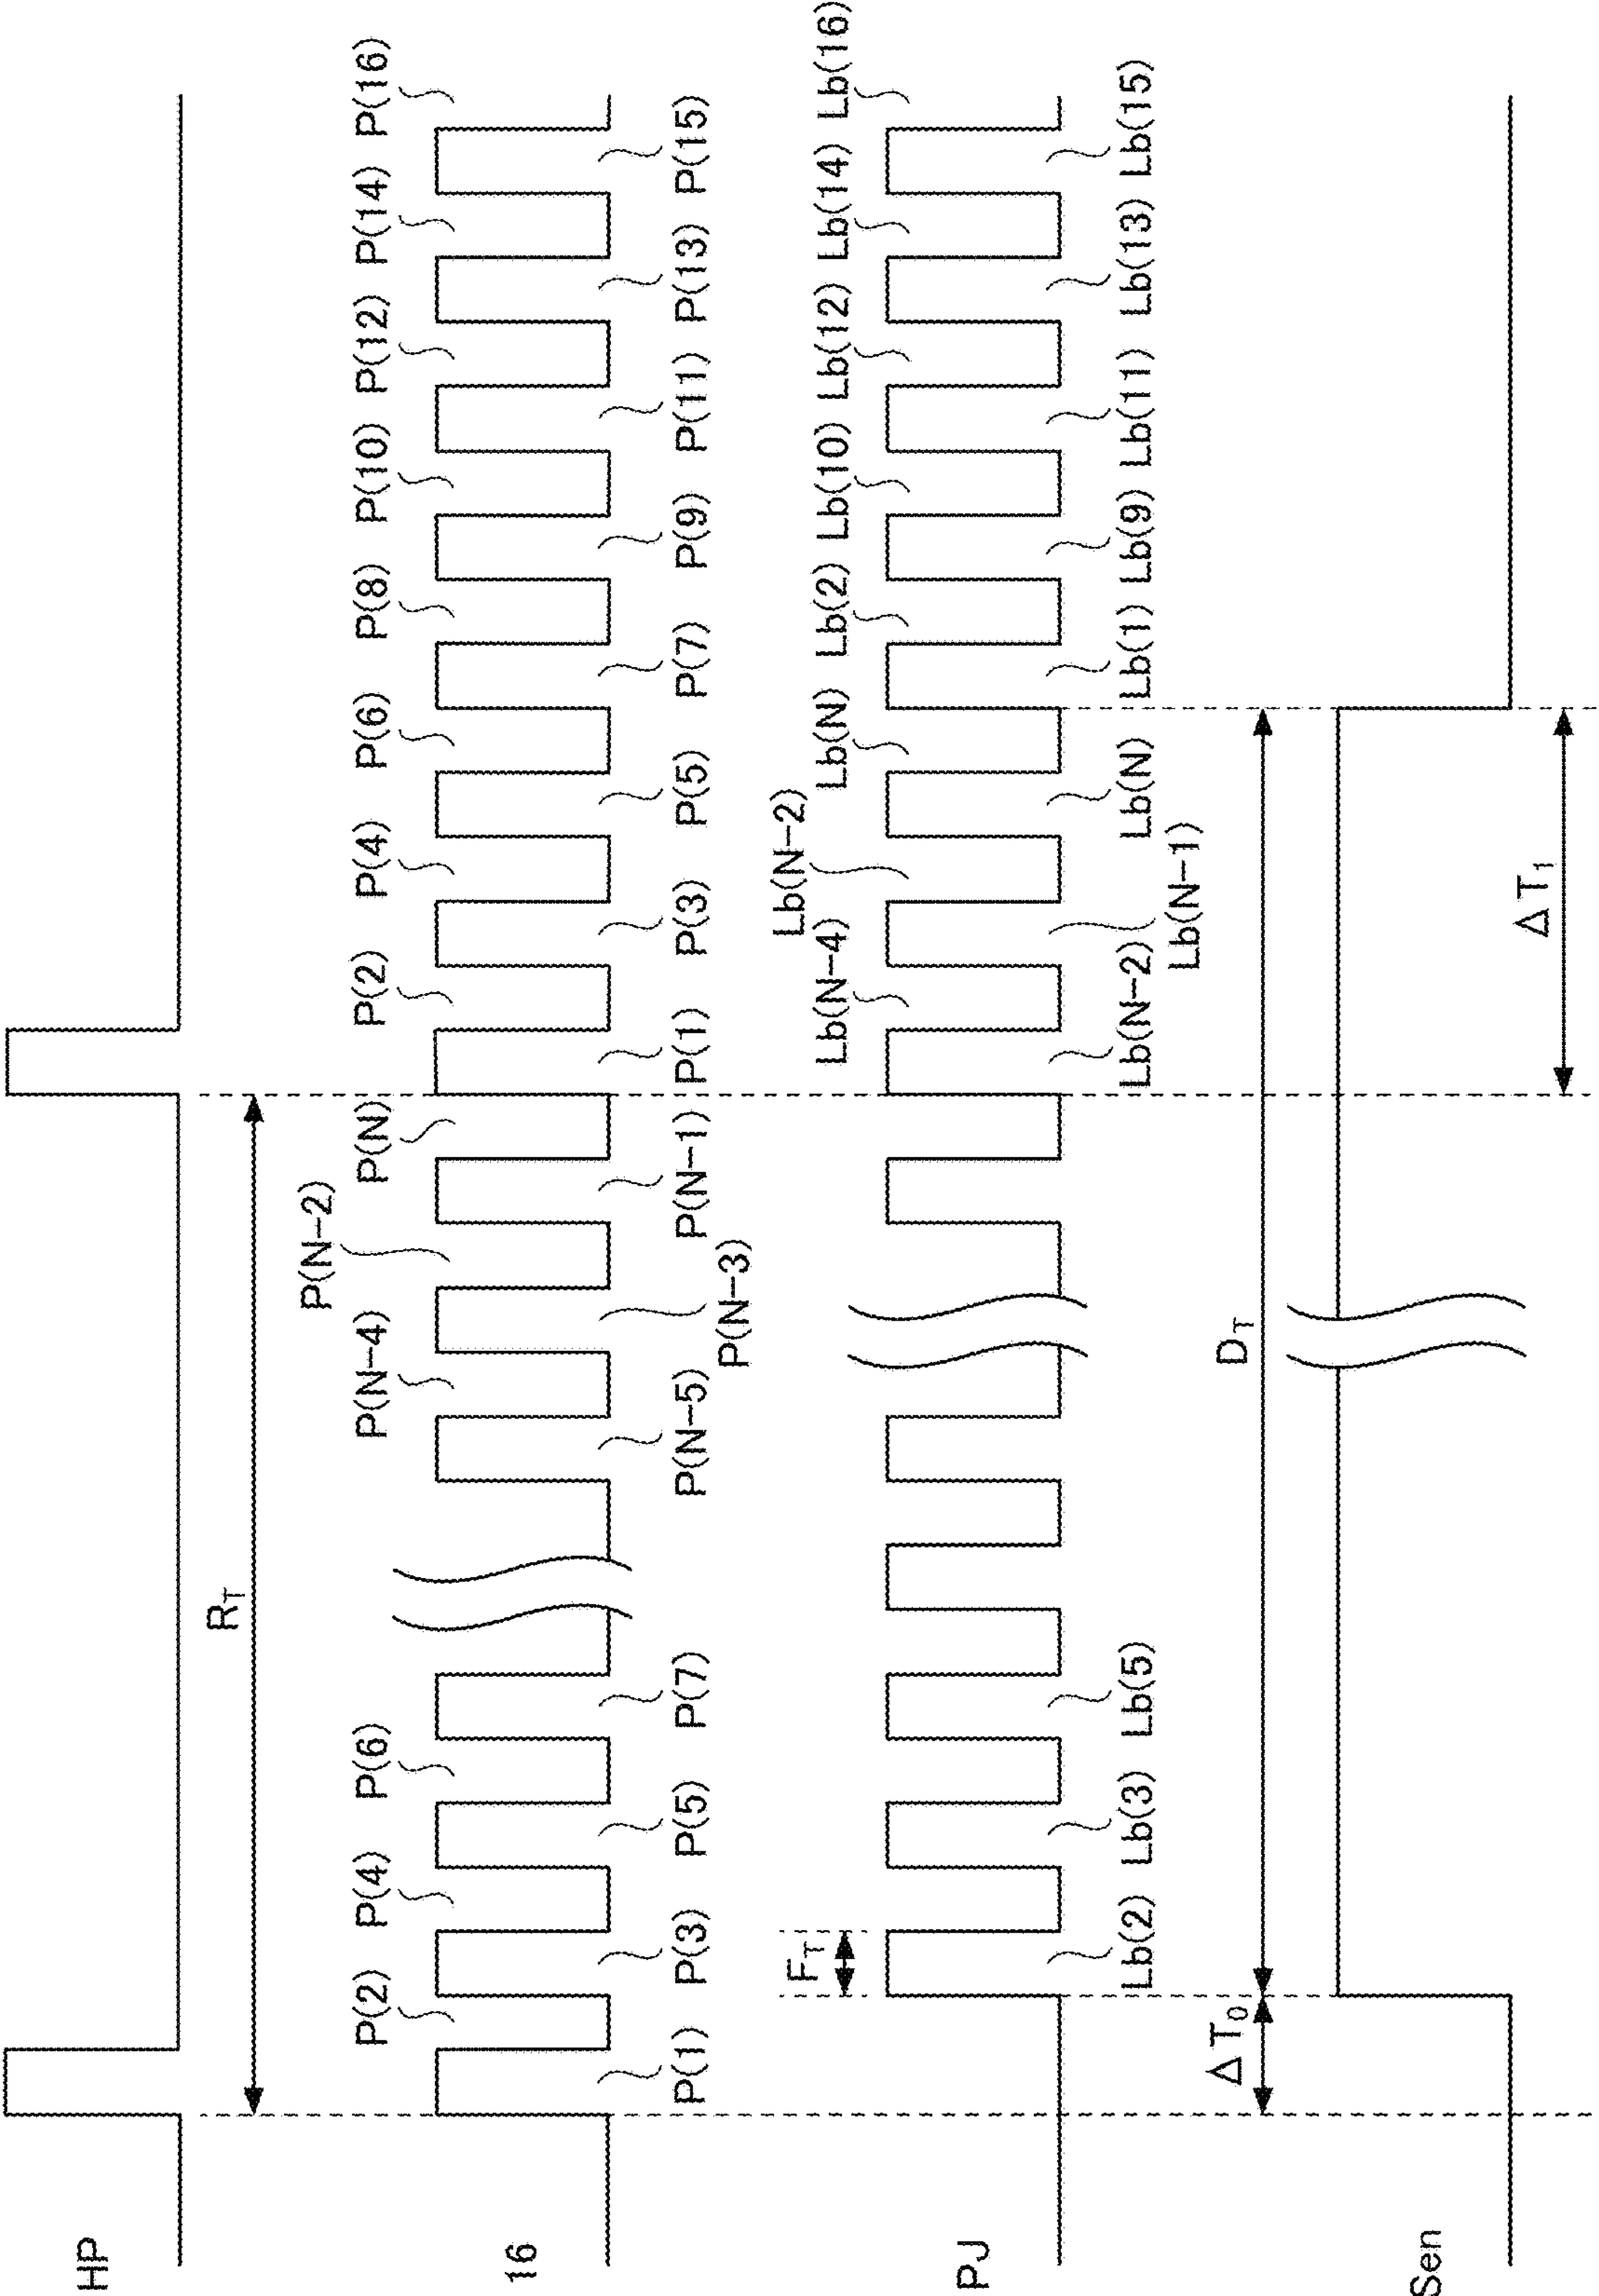 HP
R_T
P(N-2)
P(2) P(4) P(6) P(N-4) P(N) P(2) P(4) P(6) P(8) P(10) P(12) P(14) P(16)
16
P(1) P(3) P(5) P(7) P(N-5) P(N-1) P(1) P(3) P(5) P(7) P(9) P(11) P(13) P(15)
P(N-3)
Lb(N-2)
F_T Lb(N-4) Lb(N) Lb(2) Lb(10) Lb(12) Lb(14) Lb(16)
PJ
Lb(2) Lb(3) Lb(5) Lb(N-2) Lb(N) Lb(1) Lb(9) Lb(11) Lb(13) Lb(15)
Lb(N-1)
ΔT₀ D_T
Sen
ΔT₁